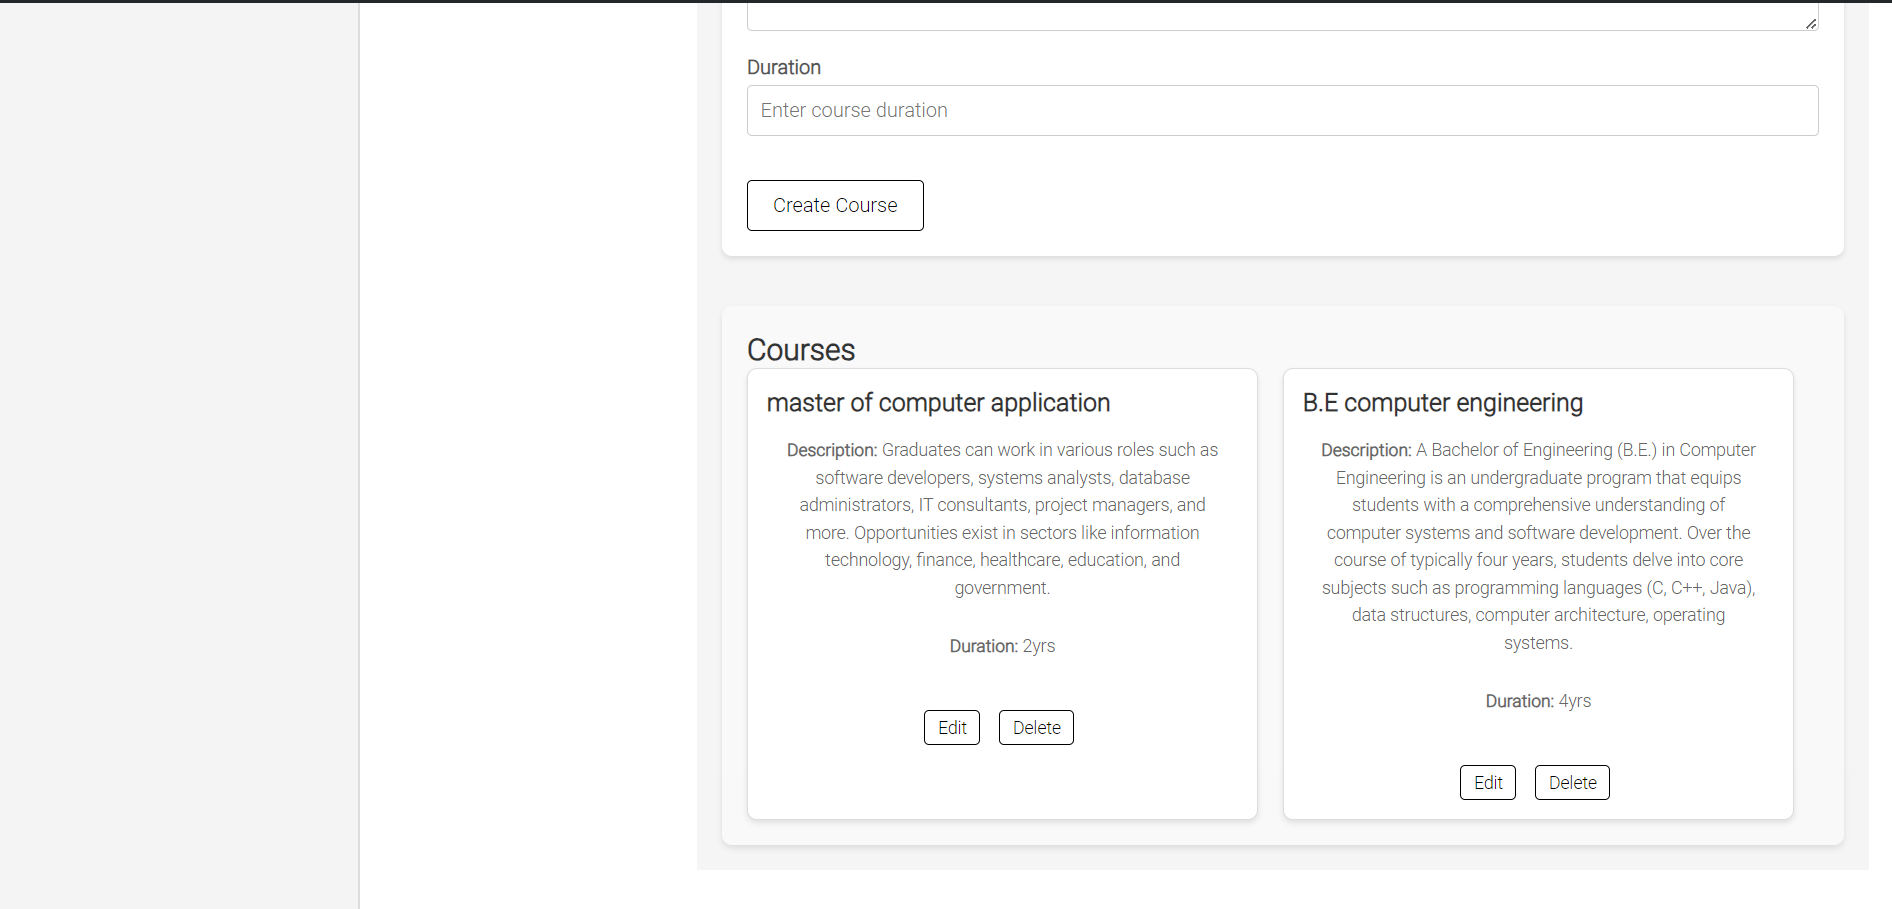 Duration
Enter course duration
Create Course
Courses
master of computer application
Description: Graduates can work in various roles such as
software developers, systems analysts, database
administrators, IT consultants, project managers, and
more. Opportunities exist in sectors like information
technology, finance, healthcare, education, and
government.
Duration: 2yrs
Edit Delete
B.E computer engineering
Description: A Bachelor of Engineering (B.E.) in Computer
Engineering is an undergraduate program that equips
students with a comprehensive understanding of
computer systems and software development. Over the
course of typically four years, students delve into core
subjects such as programming languages (C, C++, Java),
data structures, computer architecture, operating
systems.
Duration: 4yrs
Edit Delete